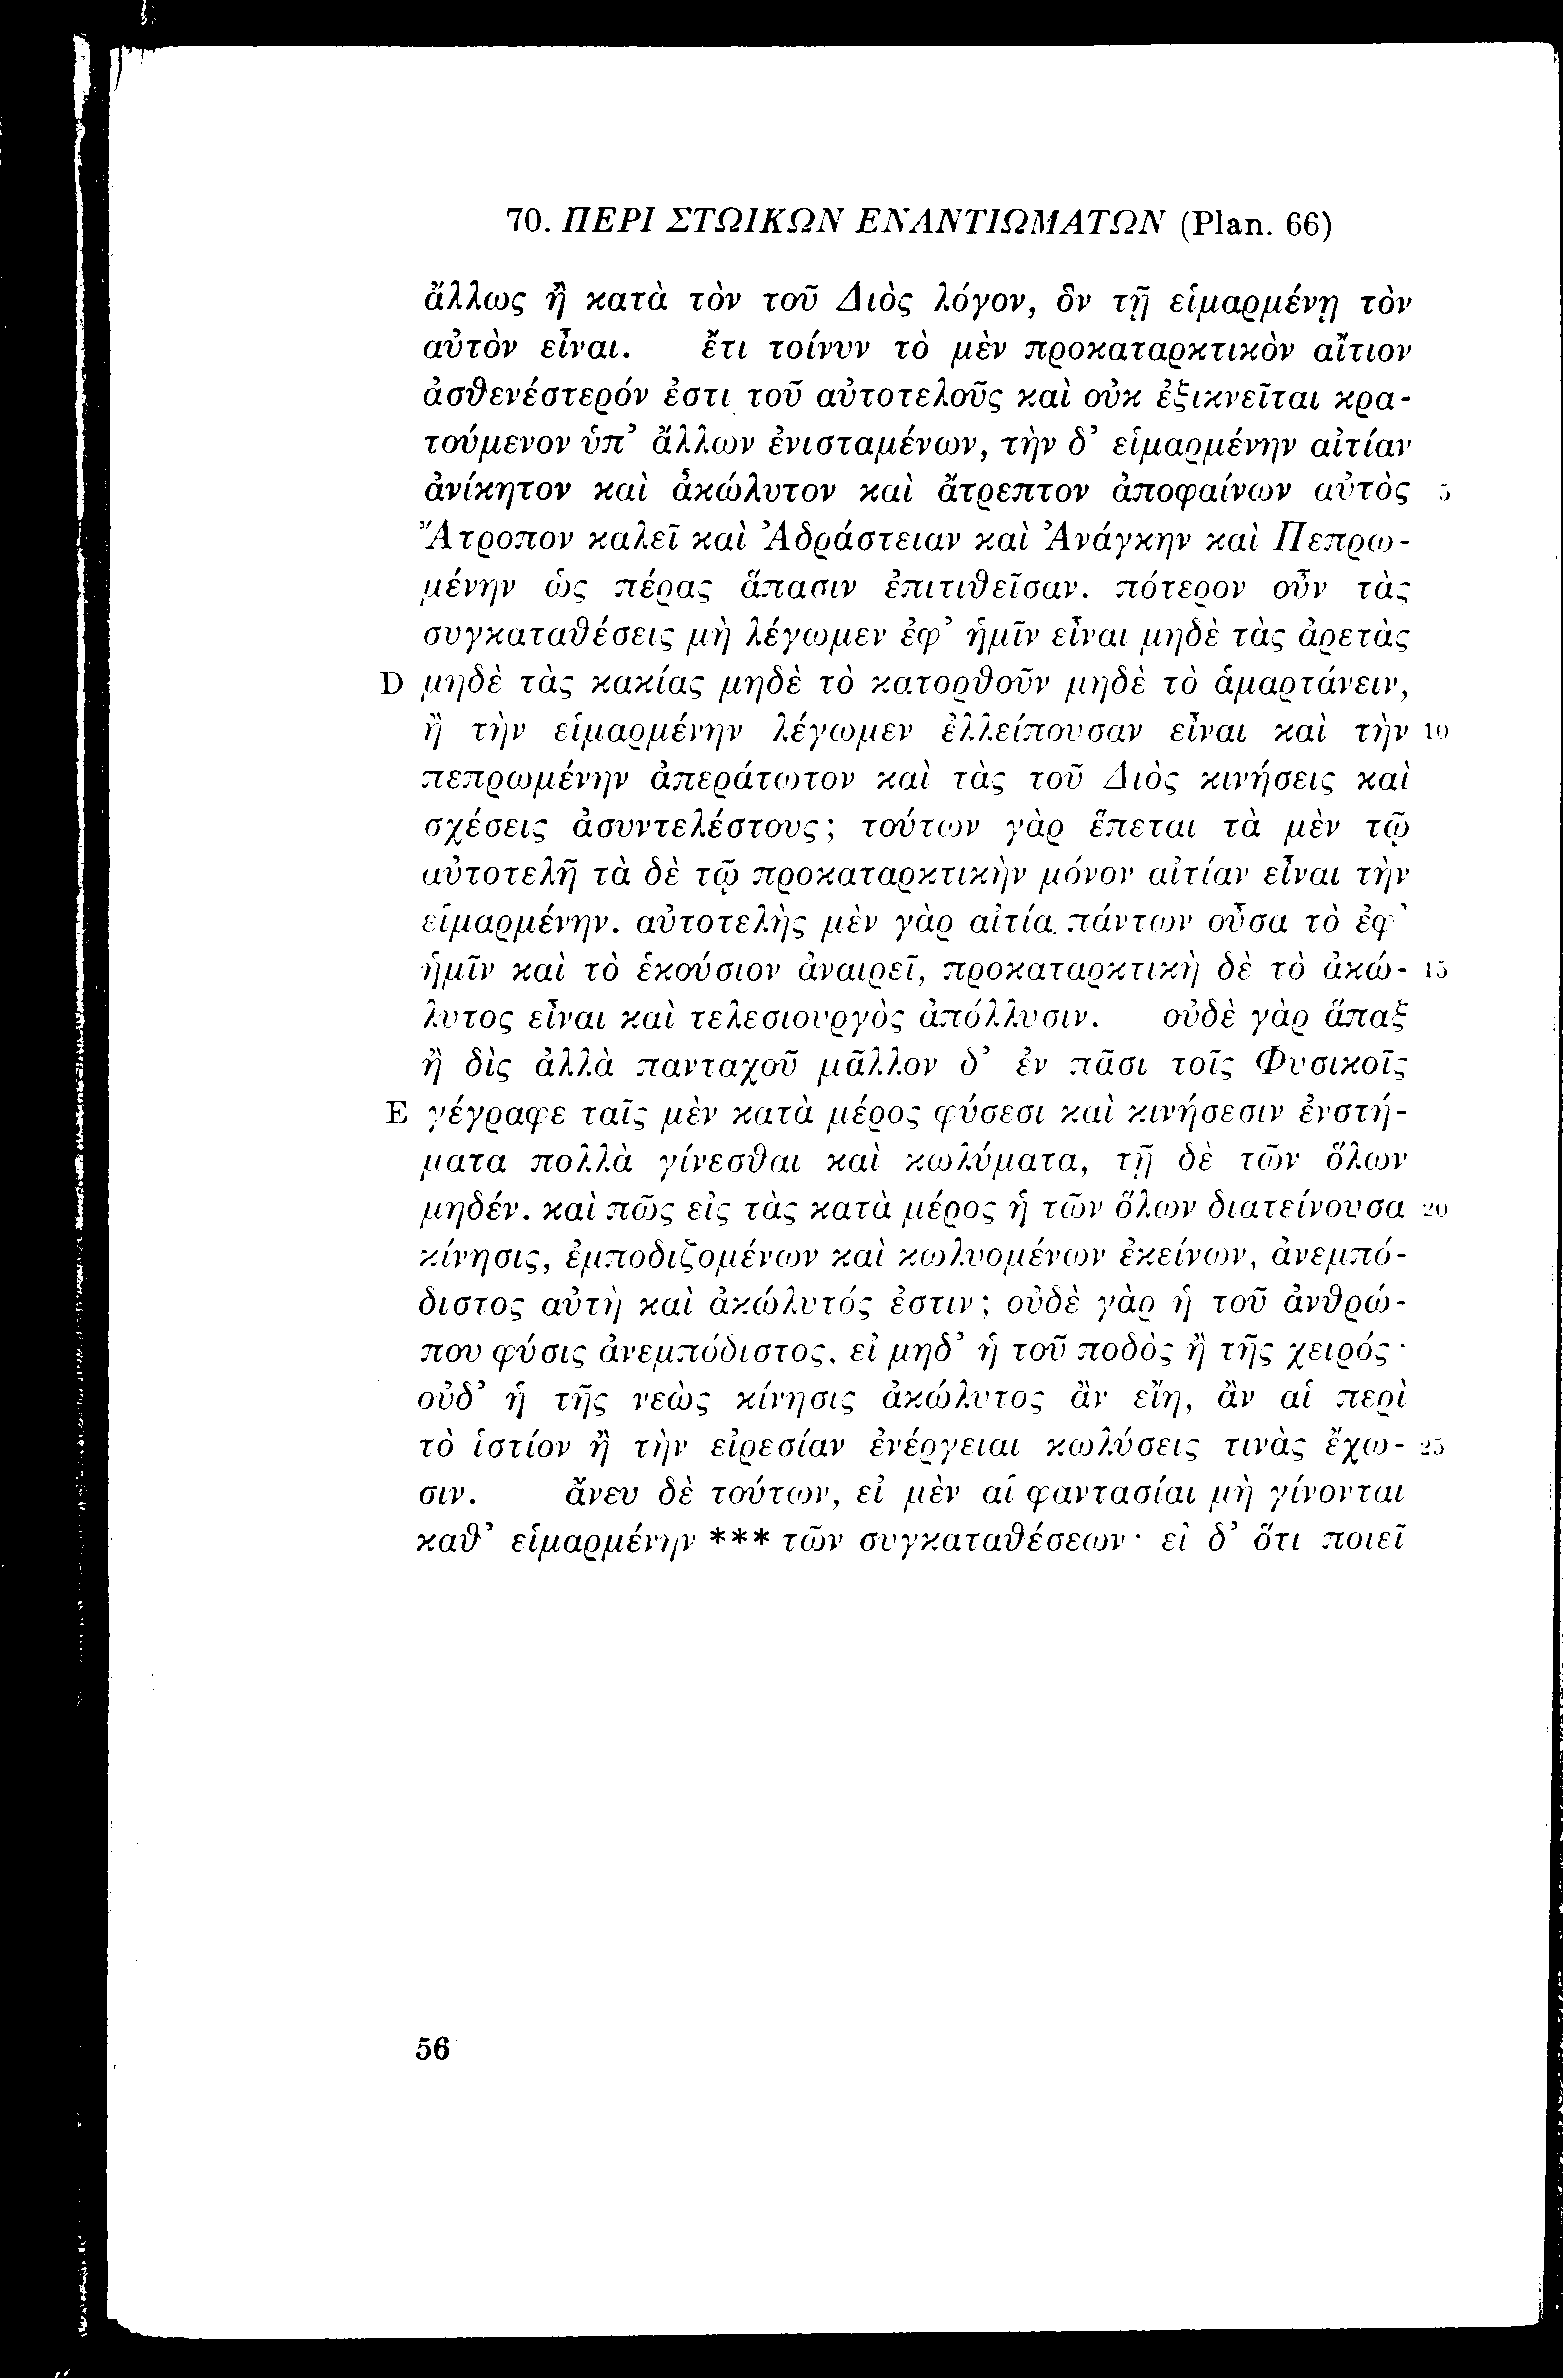 70. ΠΕΡΙ ΣΤΩΙΚΩΝ ΕΝΑΝΤΙΩΜΑΤΩΝ (Plan. 66)
ἄλλως ἢ κατὰ τὸν τοῦ Διὸς λόγον, ὃν τῇ εἱμαρμένῃ τὸν
αὐτὸν εἶναι. ἔτι τοίνυν τὸ μὲν προκαταρκτικὸν αἴτιον
ἀσθενέστερόν ἐστι τοῦ αὐτοτελοῦς καὶ οὐκ ἐξικνεῖται κρα-
τούμενον ὑπ’ ἄλλων ἐνισταμένων, τὴν δ’ εἱμαρμένην αἰτίαν
ἀνίκητον καὶ ἀκώλυτον καὶ ἄτρεπτον ἀποφαίνων αὐτὸς 5
Ἄτροπον καλεῖ καὶ Ἀδράστειαν καὶ Ἀνάγκην καὶ Πεπρω-
μένην ὡς πέρας ἅπασιν ἐπιτιθεῖσαν. πότερον οὖν τὰς
συγκαταθέσεις μὴ λέγωμεν ἐφ’ ἡμῖν εἶναι μηδὲ τὰς ἀρετὰς
D μηδὲ τὰς κακίας μηδὲ τὸ κατορθοῦν μηδὲ τὸ ἁμαρτάνειν,
ἢ τὴν εἱμαρμένην λέγωμεν ἐλλείπουσαν εἶναι καὶ τὴν 10
πεπρωμένην ἀπεράτωτον καὶ τὰς τοῦ Διὸς κινήσεις καὶ
σχέσεις ἀσυντελέστους; τούτων γὰρ ἕπεται τὰ μὲν τῷ
αὐτοτελῆ τὰ δὲ τῷ προκαταρκτικὴν μόνον αἰτίαν εἶναι τὴν
εἱμαρμένην. αὐτοτελὴς μὲν γὰρ αἰτία πάντων οὖσα τὸ ἐφ’
ἡμῖν καὶ τὸ ἑκούσιον ἀναιρεῖ, προκαταρκτικὴ δὲ τὸ ἀκώ- 15
λυτος εἶναι καὶ τελεσιουργὸς ἀπόλλυσιν. οὐδὲ γὰρ ἅπαξ
ἢ δὶς ἀλλὰ πανταχοῦ μᾶλλον δ’ ἐν πᾶσι τοῖς Φυσικοῖς
E γέγραφε ταῖς μὲν κατὰ μέρος φύσεσι καὶ κινήσεσιν ἐνστή-
ματα πολλὰ γίνεσθαι καὶ κωλύματα, τῇ δὲ τῶν ὅλων
μηδέν. καὶ πῶς εἰς τὰς κατὰ μέρος ἡ τῶν ὅλων διατείνουσα 20
κίνησις, ἐμποδιζομένων καὶ κωλυομένων ἐκείνων, ἀνεμπό-
διστος αὐτὴ καὶ ἀκώλυτός ἐστιν; οὐδὲ γὰρ ἡ τοῦ ἀνθρώ-
που φύσις ἀνεμπόδιστος, εἰ μηδ’ ἡ τοῦ ποδὸς ἢ τῆς χειρός·
οὐδ’ ἡ τῆς νεὼς κίνησις ἀκώλυτος ἂν εἴη, ἂν αἱ περὶ
τὸ ἱστίον ἢ τὴν εἰρεσίαν ἐνέργειαι κωλύσεις τινὰς ἔχω- 25
σιν. ἄνευ δὲ τούτων, εἰ μὲν αἱ φαντασίαι μὴ γίνονται
καθ’ εἱμαρμένην *** τῶν συγκαταθέσεων· εἰ δ’ ὅτι ποιεῖ
56